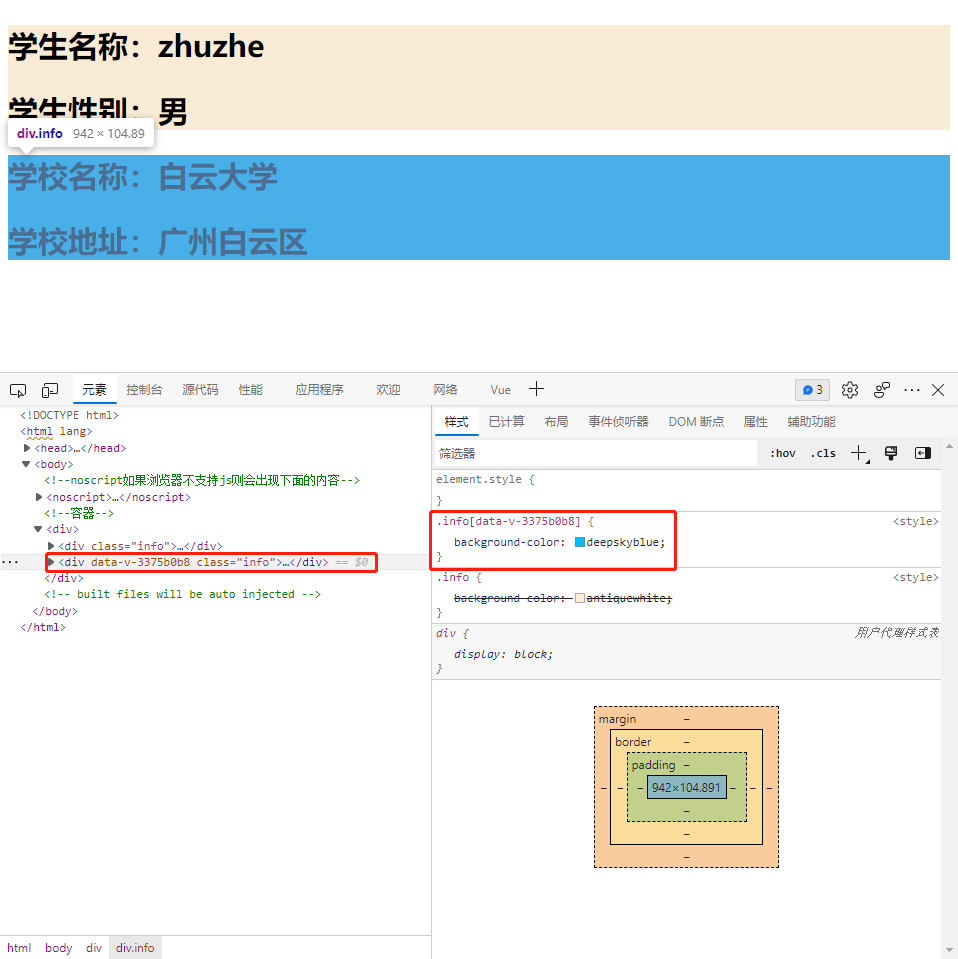 学生名称：zhuzhe
学生性别：男
div.info 942 × 104.89
学校名称：白云大学
学校地址：广州白云区
元素 控制台 源代码 性能 应用程序 欢迎 网络 Vue 3
<!DOCTYPE html>
<html lang>
<head>…</head>
<body>
<!--noscript如果浏览器不支持js则会出现下面的内容-->
<noscript>…</noscript>
<!--容器-->
<div>
<div class="info">…</div>
··· <div data-v-3375b0b8 class="info">…</div> == $0
</div>
<!-- built files will be auto injected -->
</body>
</html>
html body div div.info
样式 已计算 布局 事件侦听器 DOM 断点 属性 辅助功能
筛选器 :hov .cls
element.style {
}
.info[data-v-3375b0b8] { <style>
background-color: deepskyblue;
}
.info { <style>
background-color: antiquewhite;
}
div { 用户代理样式表
display: block;
}
margin –
border –
padding –
– – – 942×104.891 – – –
–
–
–